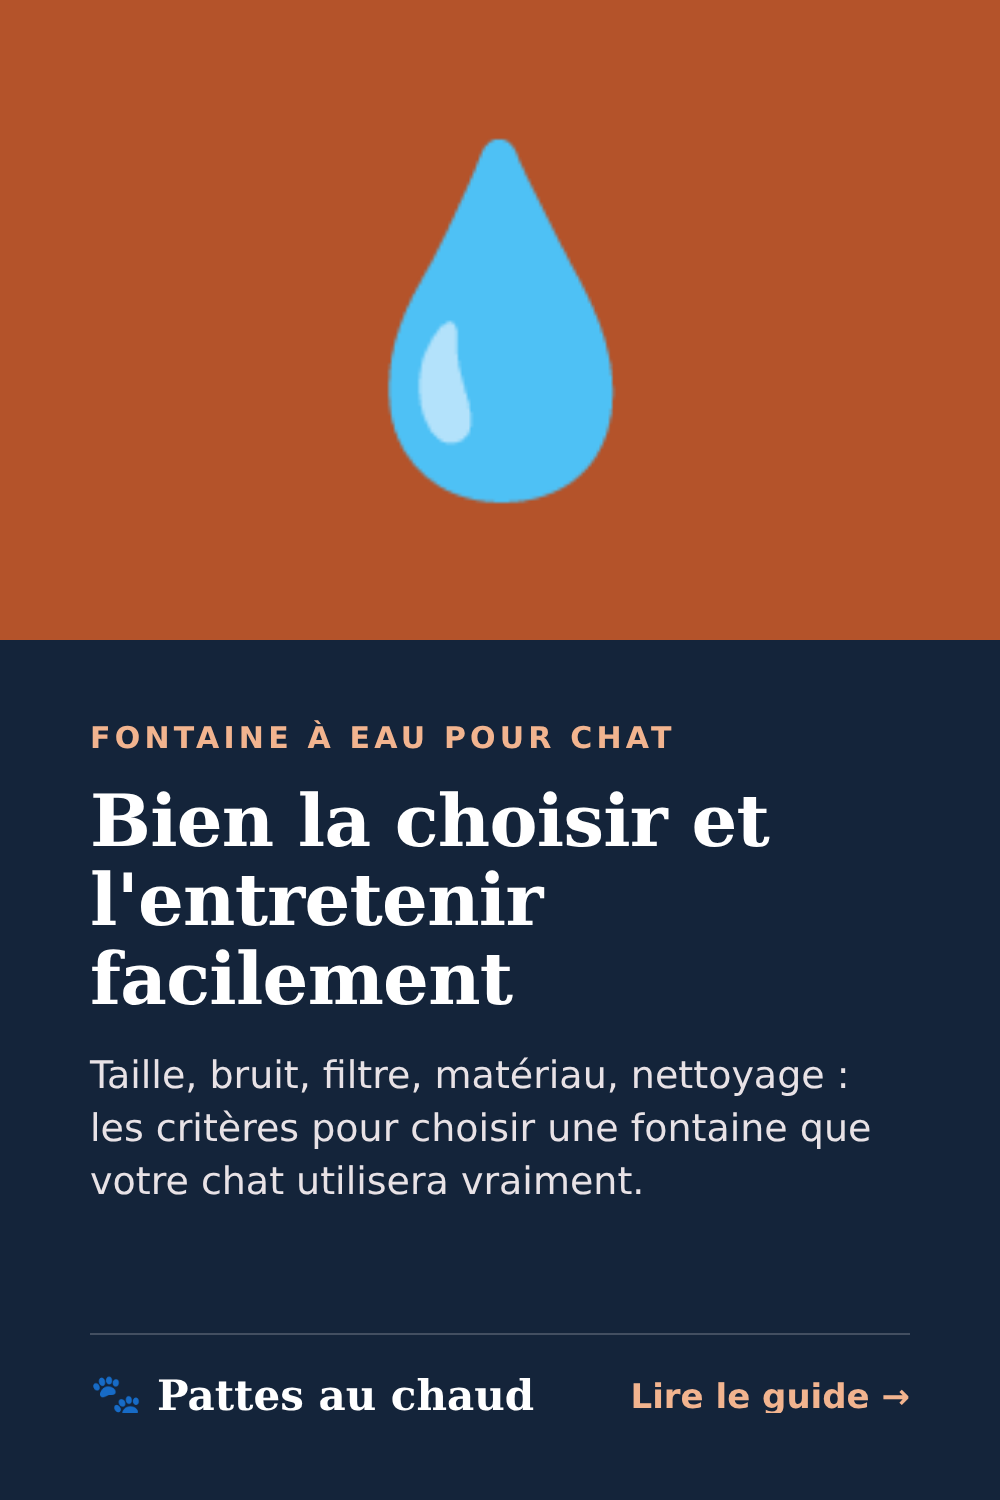 FONTAINE À EAU POUR CHAT
Bien la choisir et
l'entretenir
facilement
Taille, bruit, filtre, matériau, nettoyage :
les critères pour choisir une fontaine que
votre chat utilisera vraiment.
🐾 Pattes au chaud
Lire le guide →